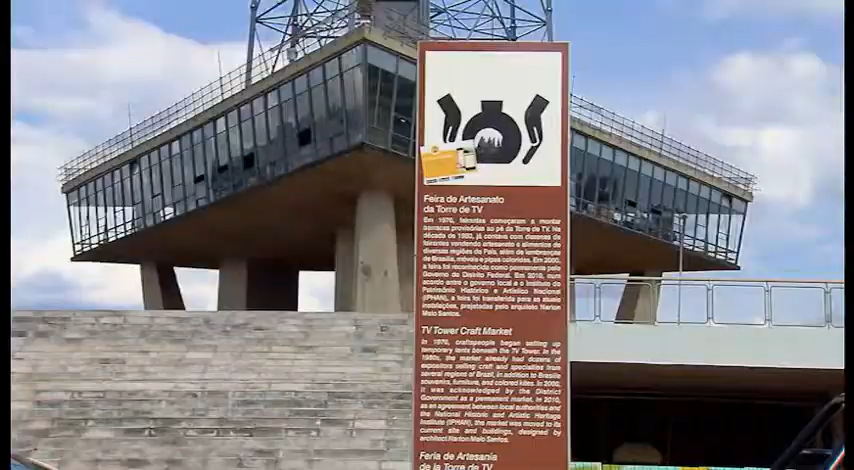 Feira de Artesanato
da Torre de TV
Em 1970, feirantes começaram a montar
barracas provisórias ao pé da Torre de TV. Na
década de 1980, já contava com dezenas de
feirantes vendendo artesanato e alimentos de
diversas regiões do País, além de lembranças
de Brasília, móveis e pipas coloridas. Em 2000,
a feira foi reconhecida como permanente pelo
Governo do Distrito Federal. Em 2010, num
acordo entre o governo local e o Instituto do
Patrimônio Histórico e Artístico Nacional
(IPHAN), a feira foi transferida para as atuais
instalações, projetadas pelo arquiteto Narion
Melo Santos.
TV Tower Craft Market
In 1970, craftspeople began setting up
temporary tents beneath the TV Tower. In the
1980s, the market already had dozens of
expositors selling craft and specialties from
several regions of Brazil, in addition to Brasília
souvenirs, furniture, and colored kites. In 2000,
it was acknowledged by the District
Government as a permanent market. In 2010,
as an agreement between local authorities and
the National Historic and Artistic Heritage
Institute (IPHAN), the market was moved to its
current site and buildings, designed by
architect Narion Melo Santos.
Feria de Artesanía
de la Torre de TV